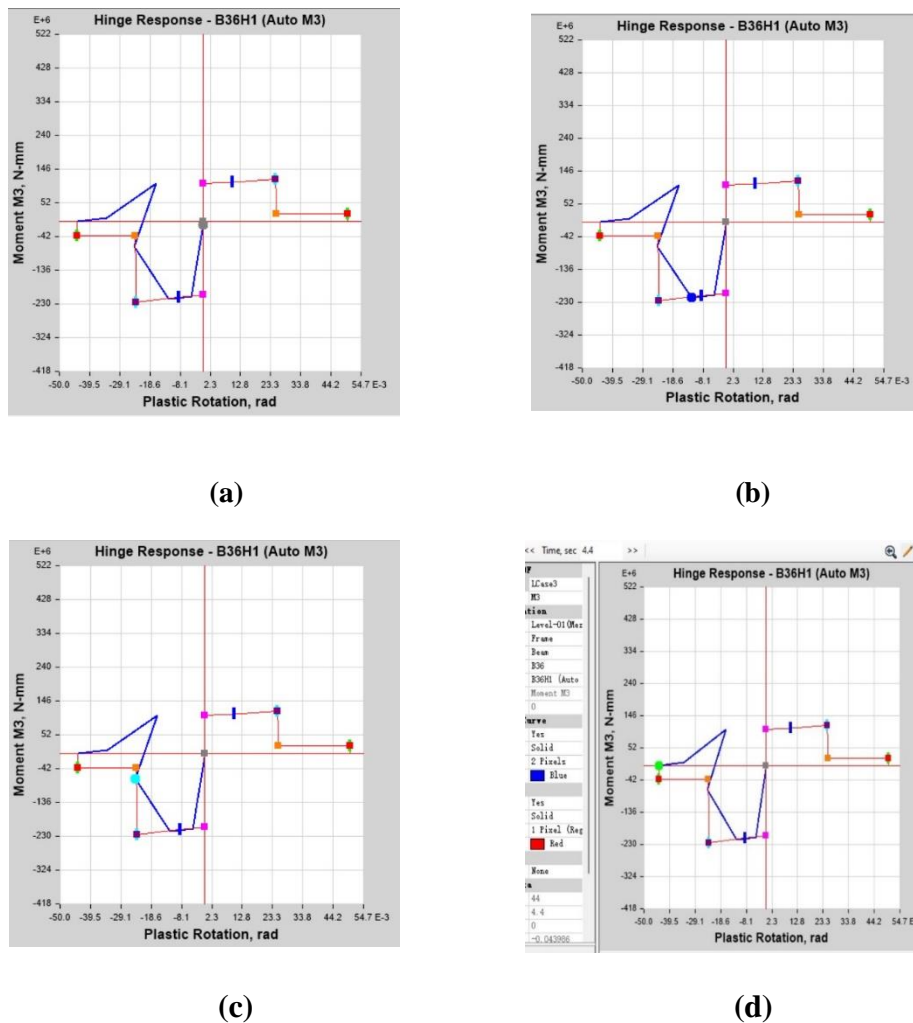 E+6 Hinge Response - B36H1 (Auto M3)
522
428
334
240
146
52
-42
-136
-230
-324
-418
Moment M3, N-mm
-50.0 -39.5 -29.1 -18.6 -8.1 2.3 12.8 23.3 33.8 44.2 54.7 E-3
Plastic Rotation, rad
(a)
E+6 Hinge Response - B36H1 (Auto M3)
522
428
334
240
146
52
-42
-136
-230
-324
-418
Moment M3, N-mm
-50.0 -39.5 -29.1 -18.6 -8.1 2.3 12.8 23.3 33.8 44.2 54.7 E-3
Plastic Rotation, rad
(b)
E+6 Hinge Response - B36H1 (Auto M3)
522
428
334
240
146
52
-42
-136
-230
-324
-418
Moment M3, N-mm
-50.0 -39.5 -29.1 -18.6 -8.1 2.3 12.8 23.3 33.8 44.2 54.7 E-3
Plastic Rotation, rad
(c)
<< Time, sec 4.4 >>
LCase3
M3
ation
Level-01(Mez
Frame
Beam
B36
B36H1 (Auto
Moment M3
0
Curve
Yes
Solid
2 Pixels
Blue
Yes
Solid
1 Pixel (Reg
Red
None
44
4.4
0
-0.043986
E+6 Hinge Response - B36H1 (Auto M3)
522
428
334
240
146
52
-42
-136
-230
-324
-418
Moment M3, N-mm
-50.0 -39.5 -29.1 -18.6 -8.1 2.3 12.8 23.3 33.8 44.2 54.7 E
Plastic Rotation, rad
(d)